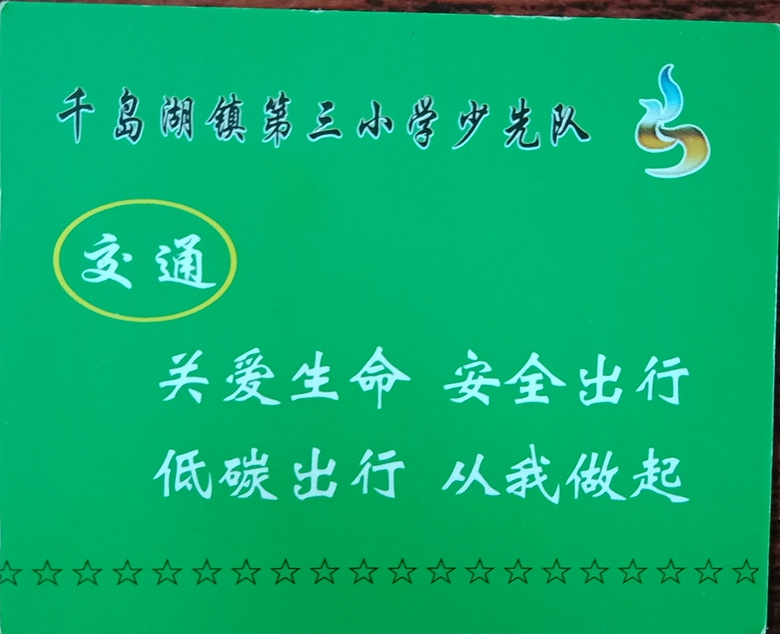 千岛湖镇第三小学少先队
交通
关爱生命 安全出行
低碳出行 从我做起